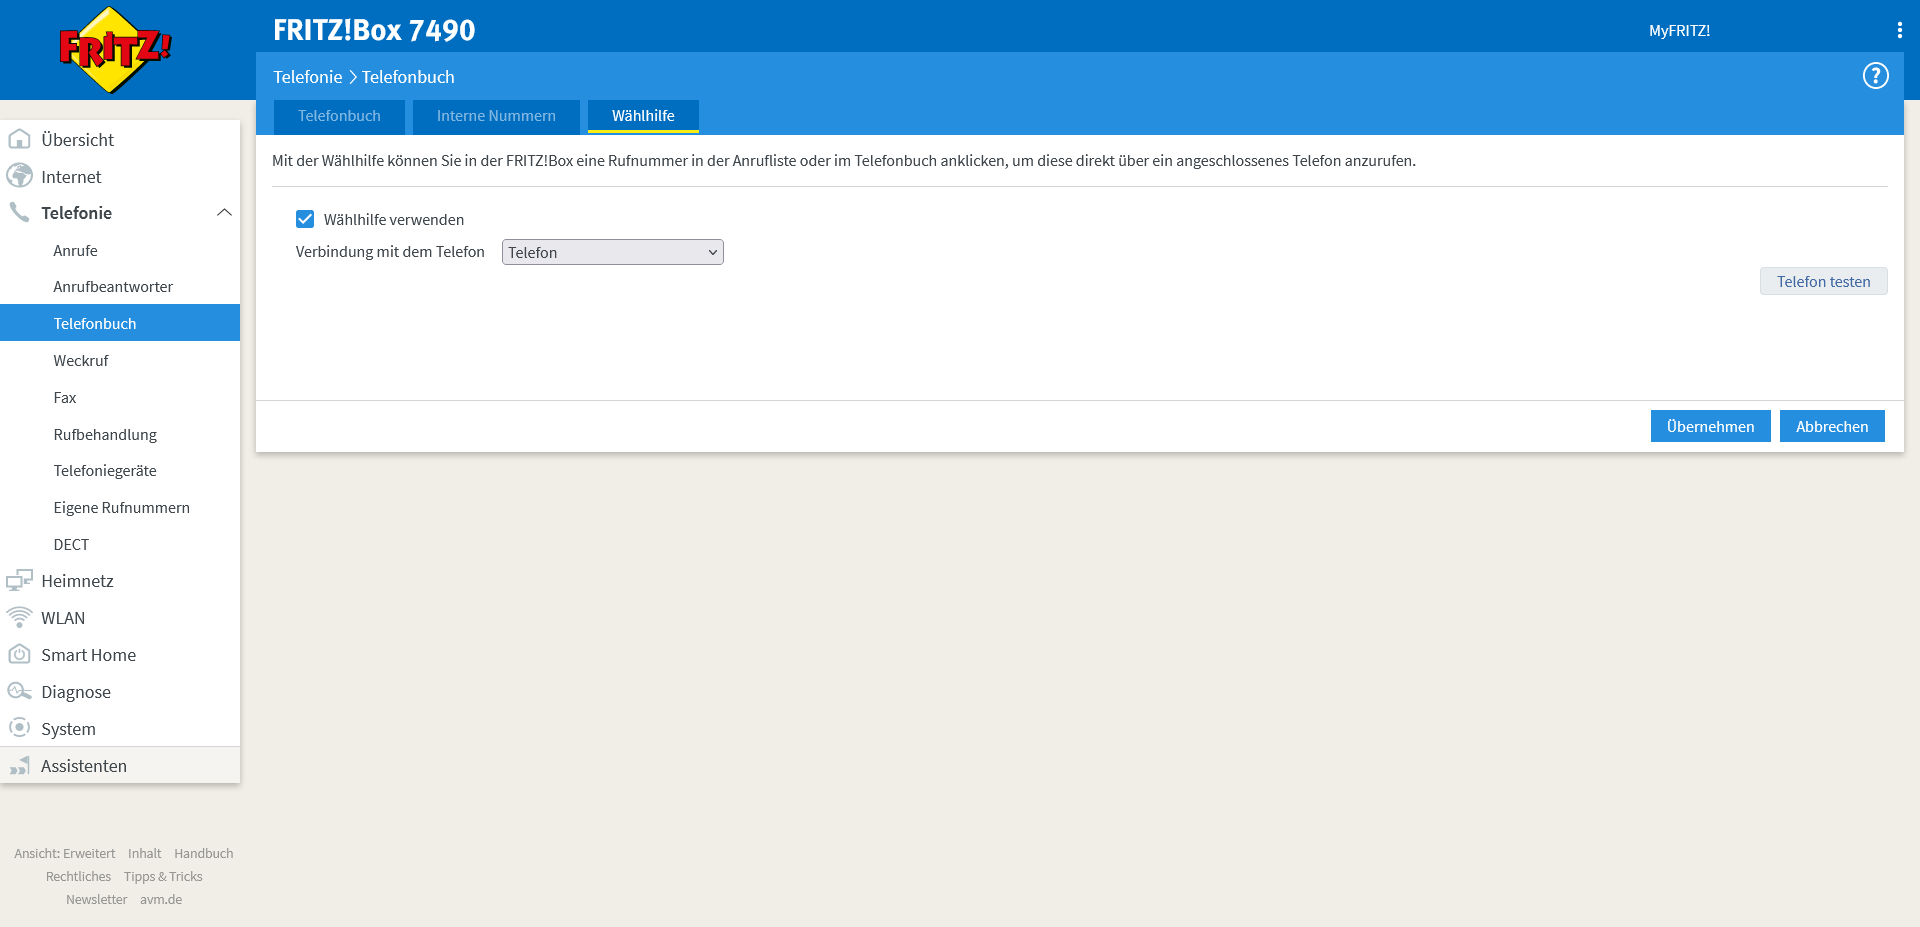 FRITZ!
FRITZ!Box 7490
MyFRITZ!
Telefonie > Telefonbuch
?
Telefonbuch Interne Nummern Wählhilfe
Mit der Wählhilfe können Sie in der FRITZ!Box eine Rufnummer in der Anrufliste oder im Telefonbuch anklicken, um diese direkt über ein angeschlossenes Telefon anzurufen.
Wählhilfe verwenden
Verbindung mit dem Telefon Telefon
Telefon testen
Übernehmen Abbrechen
Übersicht
Internet
Telefonie
Anrufe
Anrufbeantworter
Telefonbuch
Weckruf
Fax
Rufbehandlung
Telefoniegeräte
Eigene Rufnummern
DECT
Heimnetz
WLAN
Smart Home
Diagnose
System
Assistenten
Ansicht: Erweitert Inhalt Handbuch
Rechtliches Tipps & Tricks
Newsletter avm.de